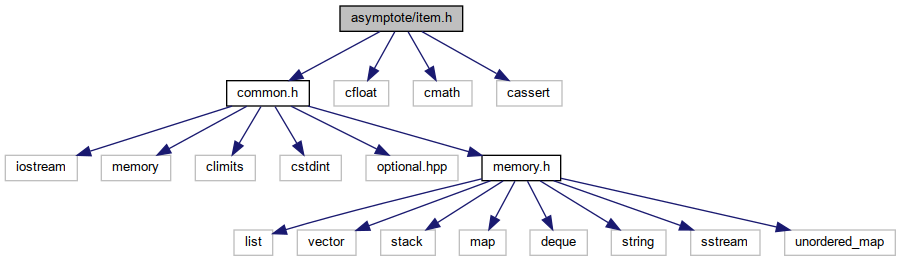 asymptote/item.h
common.h
cfloat
cmath
cassert
iostream
memory
climits
cstdint
optional.hpp
memory.h
list
vector
stack
map
deque
string
sstream
unordered_map